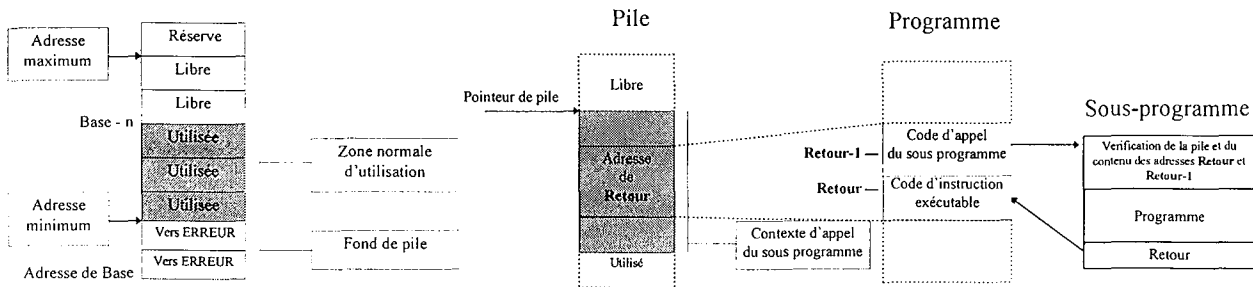 Adresse
maximum
Réserve
Libre
Libre
Base - n
Utilisée
Utilisée
Utilisée
Adresse
minimum
Vers ERREUR
Vers ERREUR
Adresse de Base
Zone normale
d'utilisation
Fond de pile
Pile
Pointeur de pile
Libre
Adresse
de
Retour
Utilisé
Contexte d'appel
du sous programme
Programme
Retour-1
Code d'appel
du sous programme
Retour
Code d'instruction
exécutable
Sous-programme
Verification de la pile et du
contenu des adresses Retour et
Retour-1
Programme
Retour